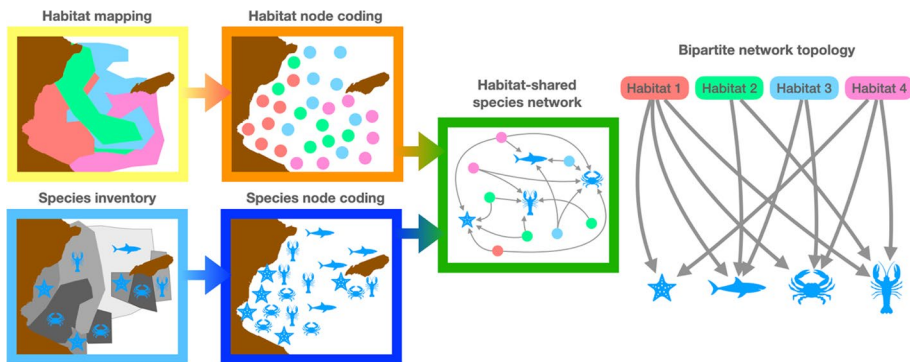 Habitat mapping
Habitat node coding
Species inventory
Species node coding
Habitat-shared
species network
Bipartite network topology
Habitat 1
Habitat 2
Habitat 3
Habitat 4